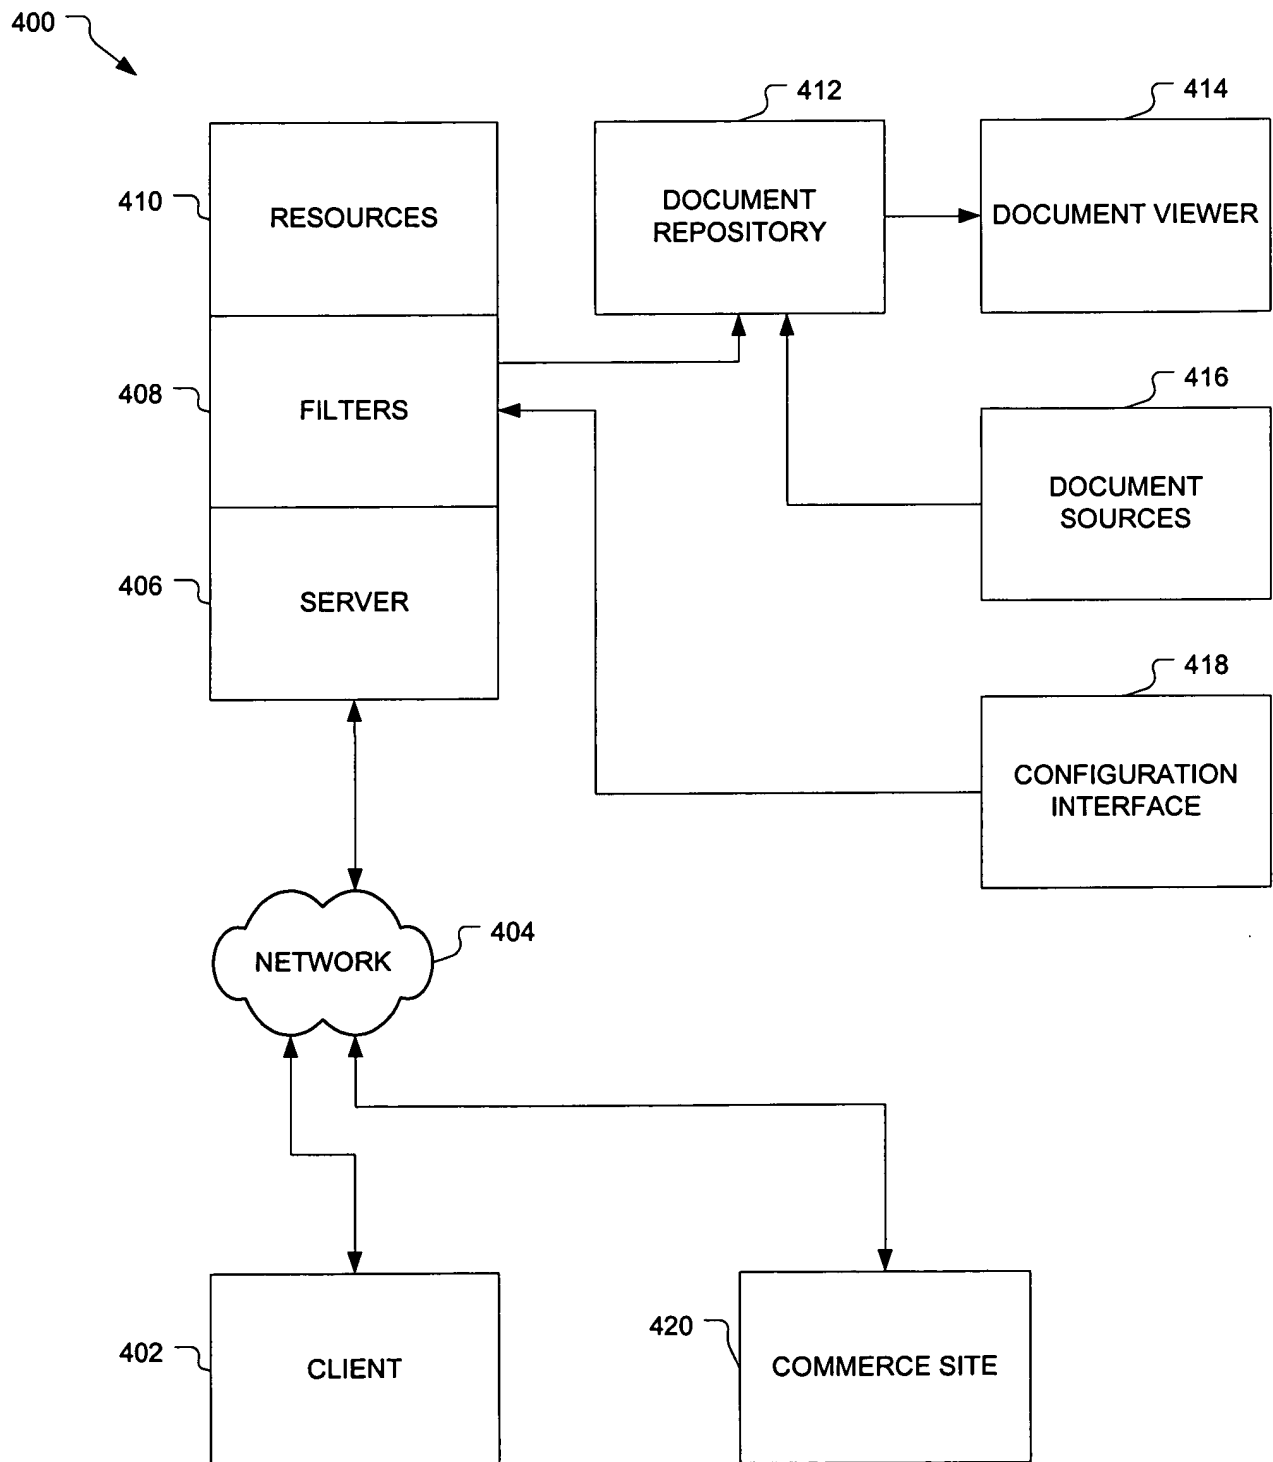 400
412
414
410
RESOURCES
DOCUMENT
REPOSITORY
DOCUMENT VIEWER
408
FILTERS
416
DOCUMENT
SOURCES
406
SERVER
418
CONFIGURATION
INTERFACE
NETWORK
404
402
CLIENT
420
COMMERCE SITE